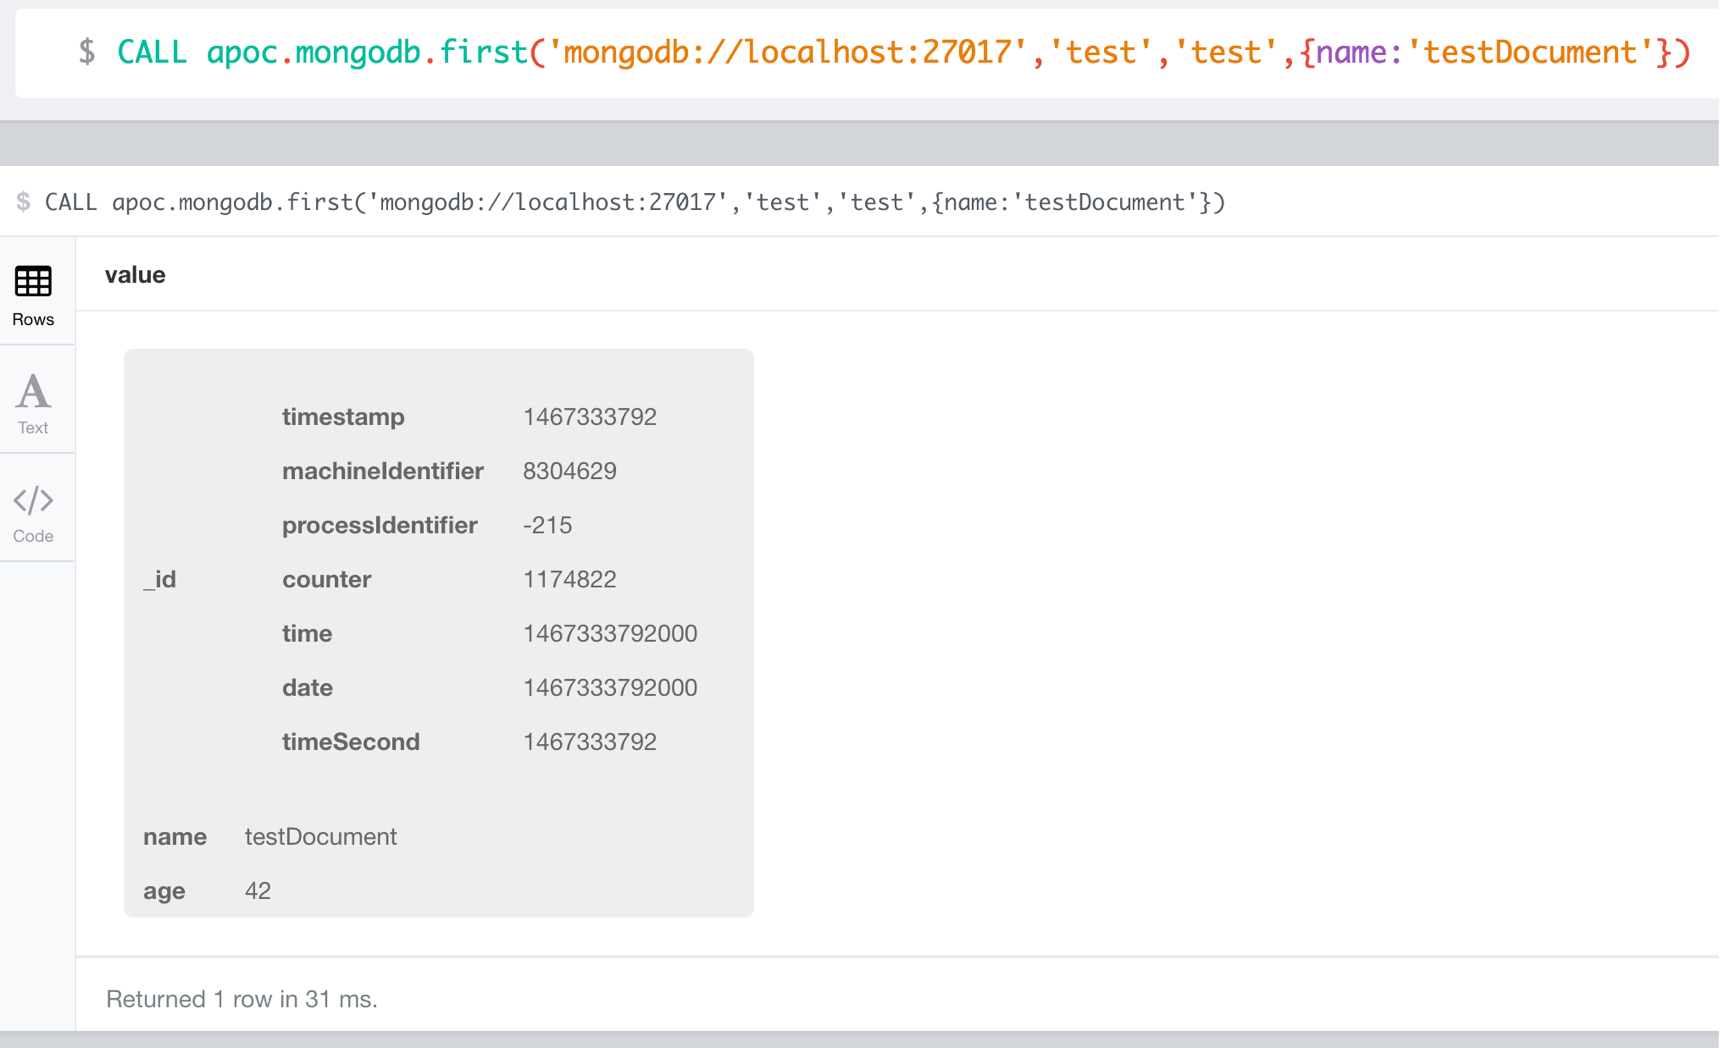 $ CALL apoc.mongodb.first('mongodb://localhost:27017','test','test',{name:'testDocument'})
$ CALL apoc.mongodb.first('mongodb://localhost:27017','test','test',{name:'testDocument'})
Rows
A
Text
</>
Code
value
_id
timestamp 1467333792
machineIdentifier 8304629
processIdentifier -215
counter 1174822
time 1467333792000
date 1467333792000
timeSecond 1467333792
name testDocument
age 42
Returned 1 row in 31 ms.